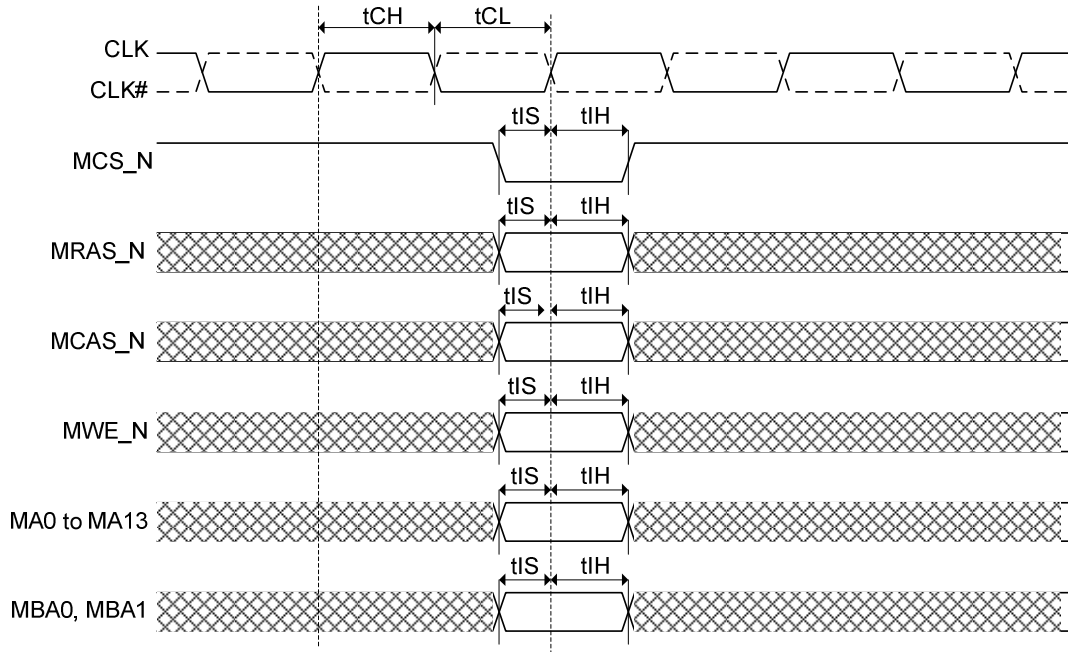 tCH tCL
CLK
CLK#
tIS tIH
MCS_N
tIS tIH
MRAS_N
tIS tIH
MCAS_N
tIS tIH
MWE_N
tIS tIH
MA0 to MA13
tIS tIH
MBA0, MBA1